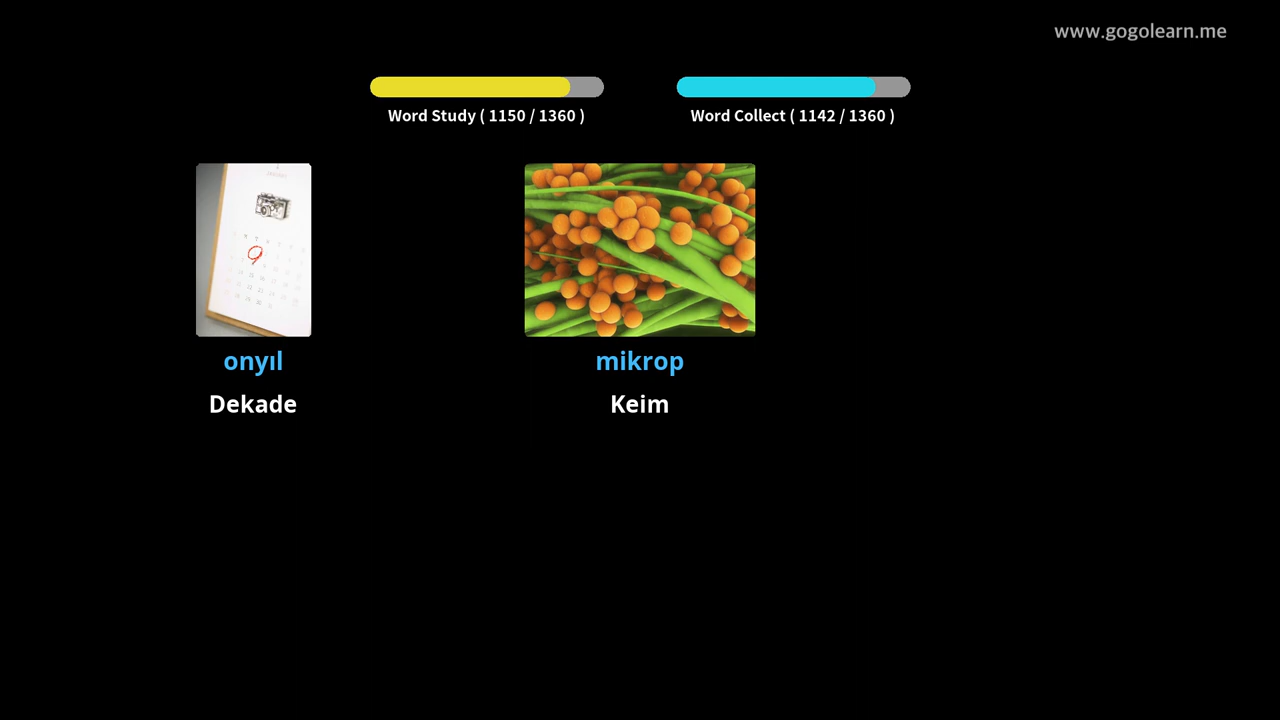 www.gogolearn.me
Word Study ( 1150 / 1360 )
Word Collect ( 1142 / 1360 )
onyıl
mikrop
Dekade
Keim